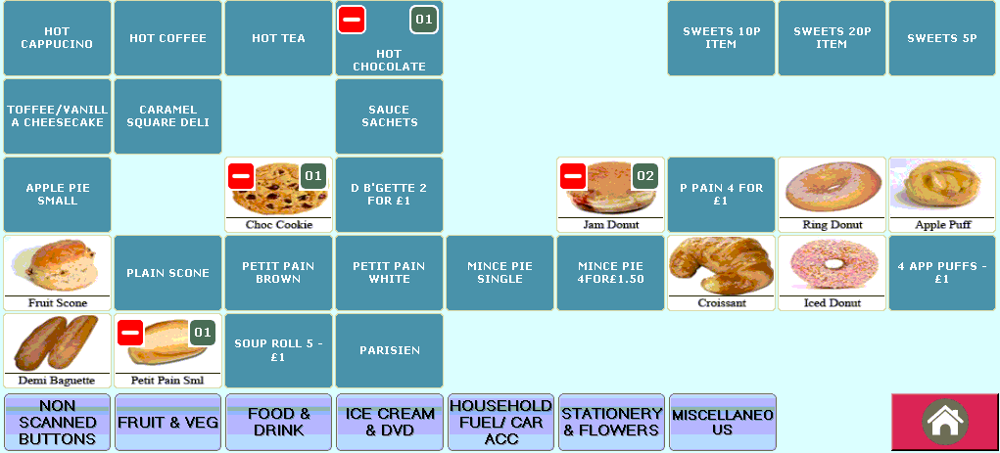 HOT
CAPPUCINO
HOT COFFEE
HOT TEA
01
HOT
CHOCOLATE
SWEETS 10P
ITEM
SWEETS 20P
ITEM
SWEETS 5P
TOFFEE/VANILL
A CHEESECAKE
CARAMEL
SQUARE DELI
SAUCE
SACHETS
APPLE PIE
SMALL
01
Choc Cookie
D B'GETTE 2
FOR £1
02
Jam Donut
P PAIN 4 FOR
£1
Ring Donut
Apple Puff
Fruit Scone
PLAIN SCONE
PETIT PAIN
BROWN
PETIT PAIN
WHITE
MINCE PIE
SINGLE
MINCE PIE
4FOR£1.50
Croissant
Iced Donut
4 APP PUFFS -
£1
Demi Baguette
01
Petit Pain Sml
SOUP ROLL 5 -
£1
PARISIEN
NON
SCANNED
BUTTONS
FRUIT & VEG
FOOD &
DRINK
ICE CREAM
& DVD
HOUSEHOLD
FUEL/ CAR
ACC
STATIONERY
& FLOWERS
MISCELLANEO
US